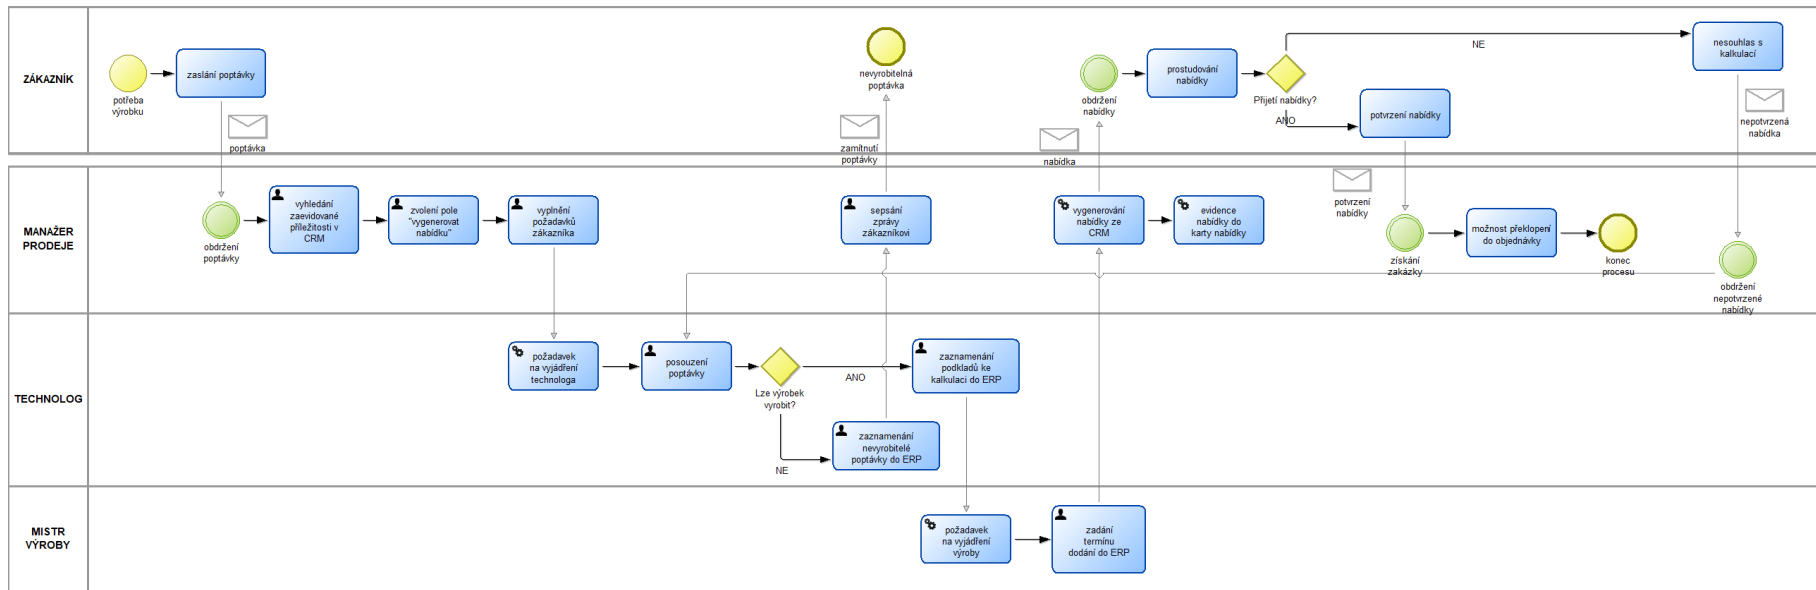 ZÁKAZNÍK
potřeba
výrobku
zaslání poptávky
poptávka
nevyrobitelná
poptávka
zamítnutí
poptávky
obdržení
nabídky
nabídka
prostudování
nabídky
Přijetí nabídky?
NE
ANO
potvrzení nabídky
nesouhlas s
kalkulací
nepotvrzená
nabídka
MANAŽER
PRODEJE
obdržení
poptávky
vyhledání
zaevidované
příležitosti v
CRM
zvolení pole
"vygenerovat
nabídku"
vyplnění
požadavků
zákazníka
sepsání
zprávy
zákazníkovi
vygenerování
nabídky ze
CRM
evidence
nabídky do
karty nabídky
potvrzení
nabídky
získání
zakázky
možnost překlopení
do objednávky
konec
procesu
obdržení
nepotvrzené
nabídky
TECHNOLOG
požadavek
na vyjádření
technologa
posouzení
poptávky
Lze výrobek
vyrobit?
ANO
NE
zaznamenání
podkladů ke
kalkulaci do ERP
zaznamenání
nevyrobitelé
poptávky do ERP
MISTR
VÝROBY
požadavek
na vyjádření
výroby
zadání
termínu
dodání do ERP